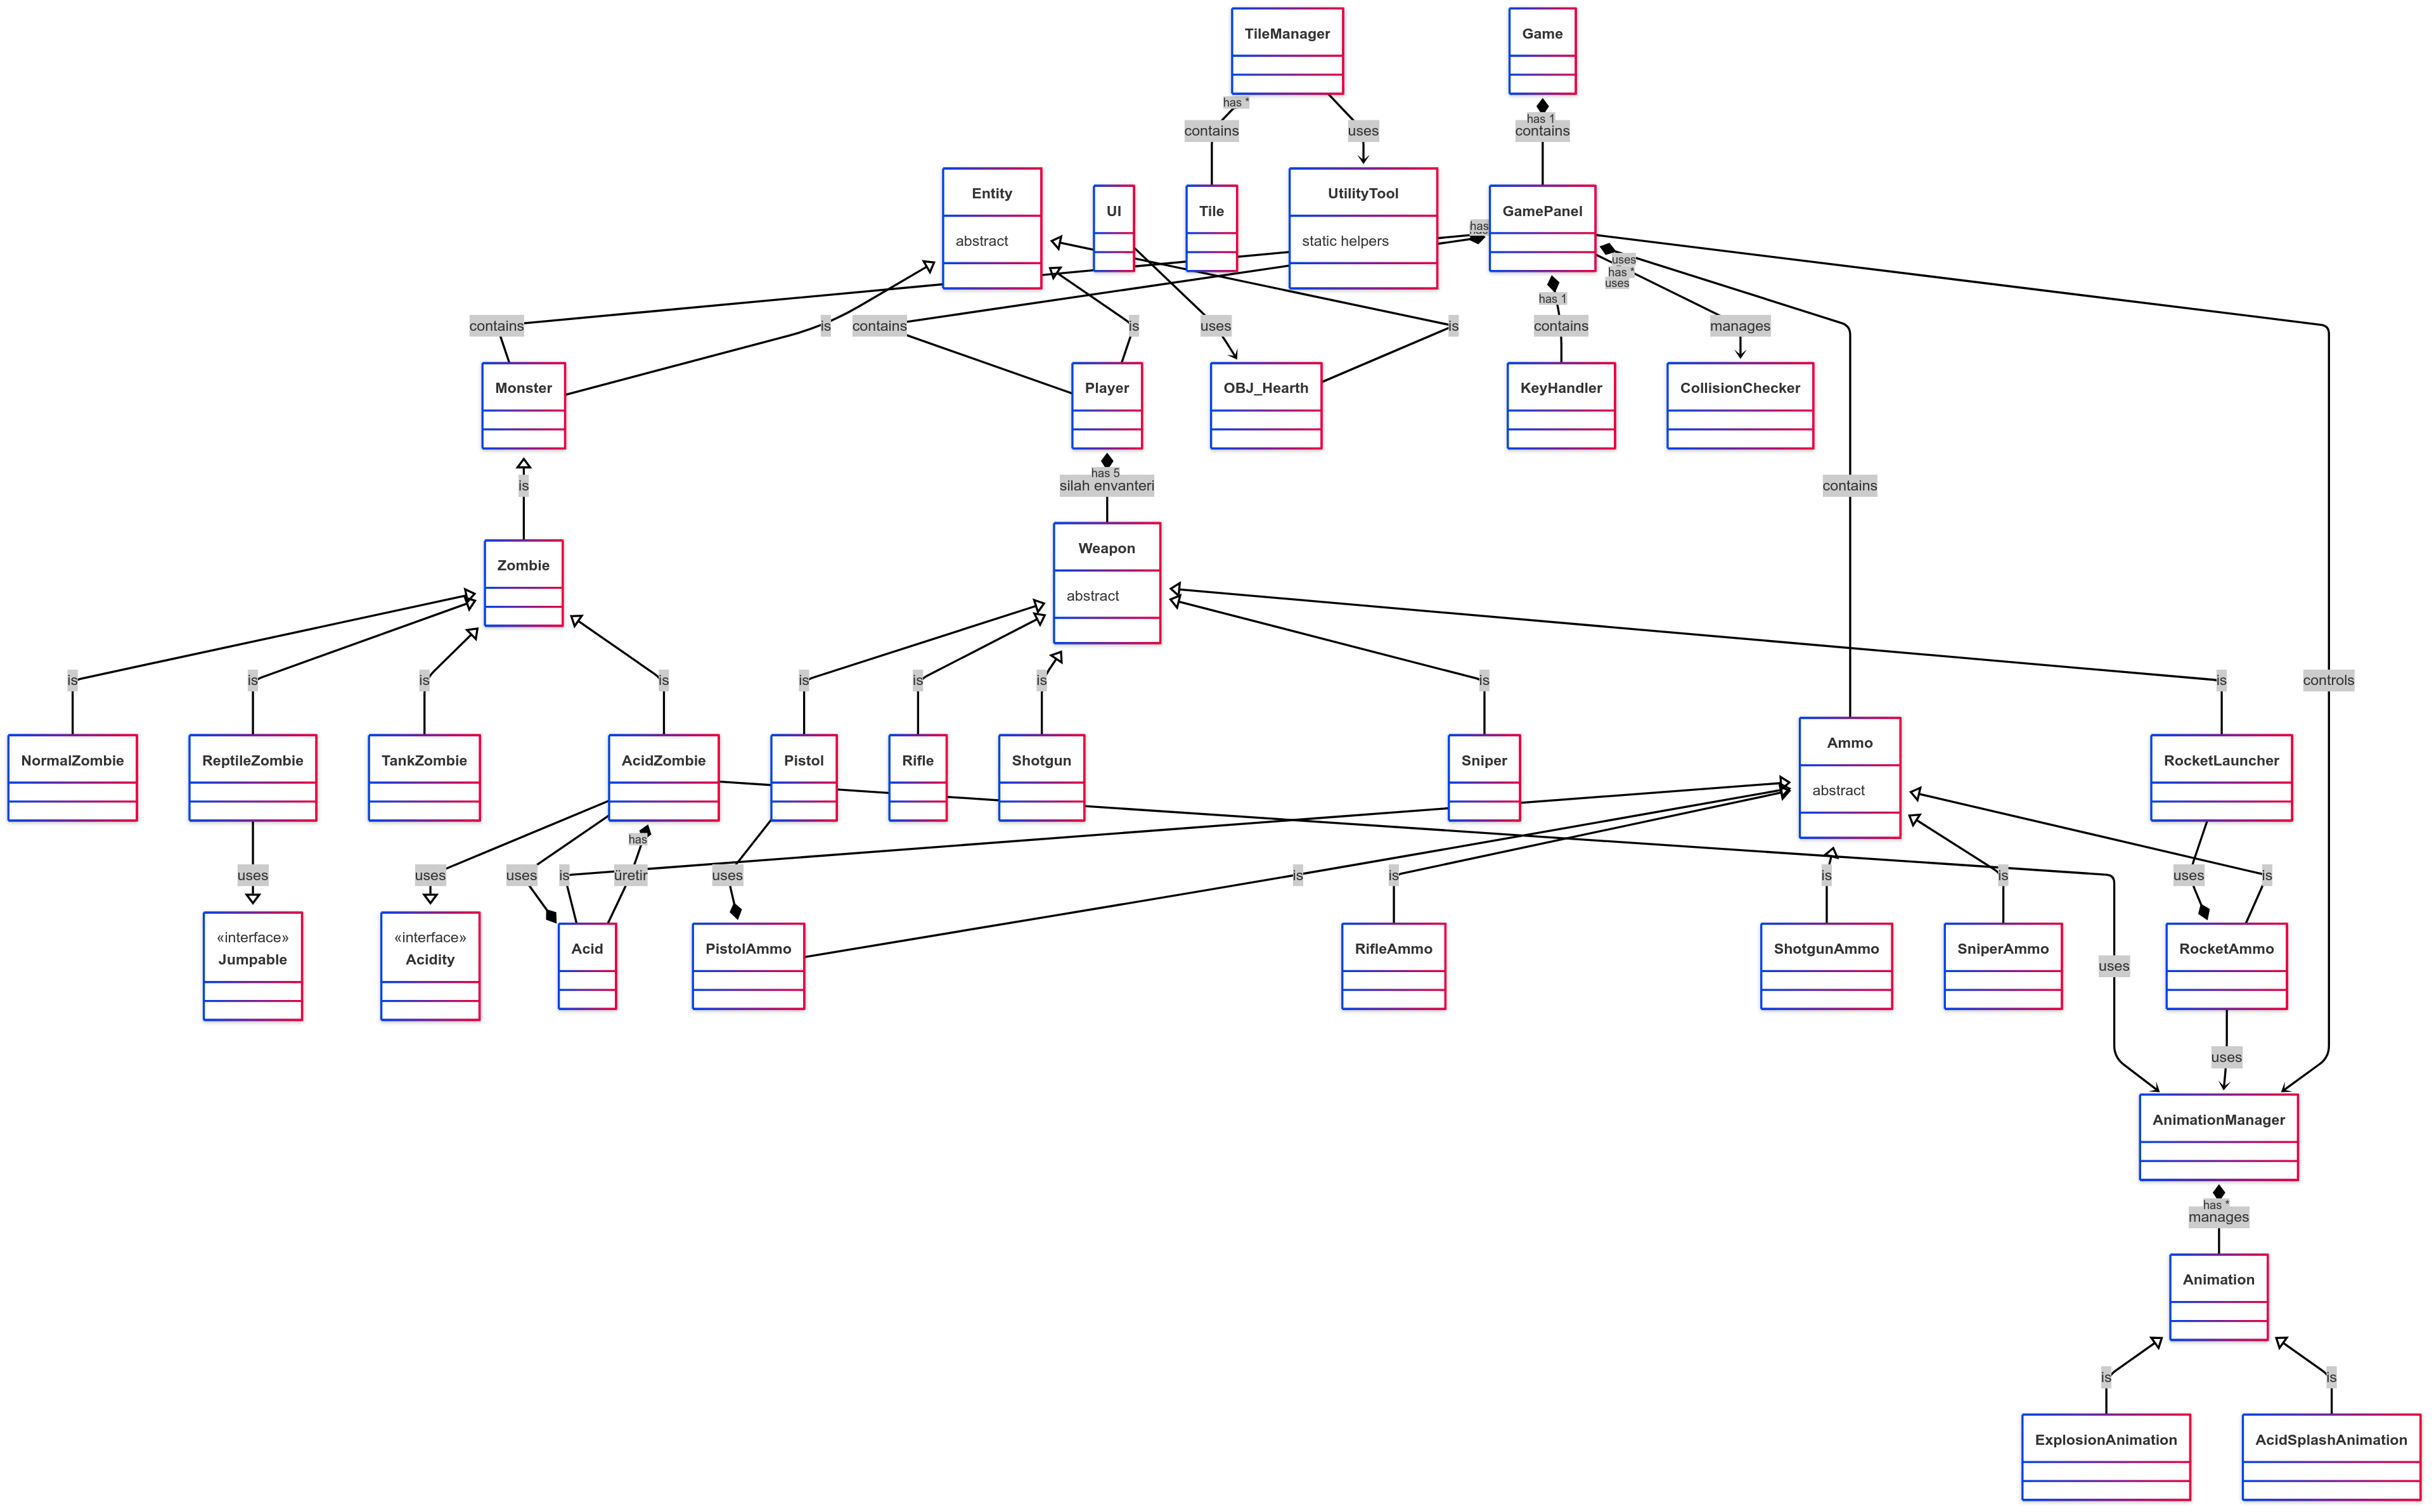 TileManager
Game
has *
has 1
contains
uses
contains
Entity
abstract
UI
Tile
UtilityTool
static helpers
GamePanel
has
uses
has *
uses
has 1
contains
is
contains
is
uses
is
contains
manages
Monster
Player
OBJ_Hearth
KeyHandler
CollisionChecker
is
has 5
silah envanteri
contains
Zombie
Weapon
abstract
is
is
is
is
is
is
is
is
is
controls
NormalZombie
ReptileZombie
TankZombie
AcidZombie
Pistol
Rifle
Shotgun
Sniper
Ammo
abstract
RocketLauncher
has
uses
uses
uses
is
üretir
uses
is
is
is
is
uses
is
«interface»
Jumpable
«interface»
Acidity
Acid
PistolAmmo
RifleAmmo
ShotgunAmmo
SniperAmmo
RocketAmmo
uses
uses
AnimationManager
has *
manages
Animation
is
is
ExplosionAnimation
AcidSplashAnimation